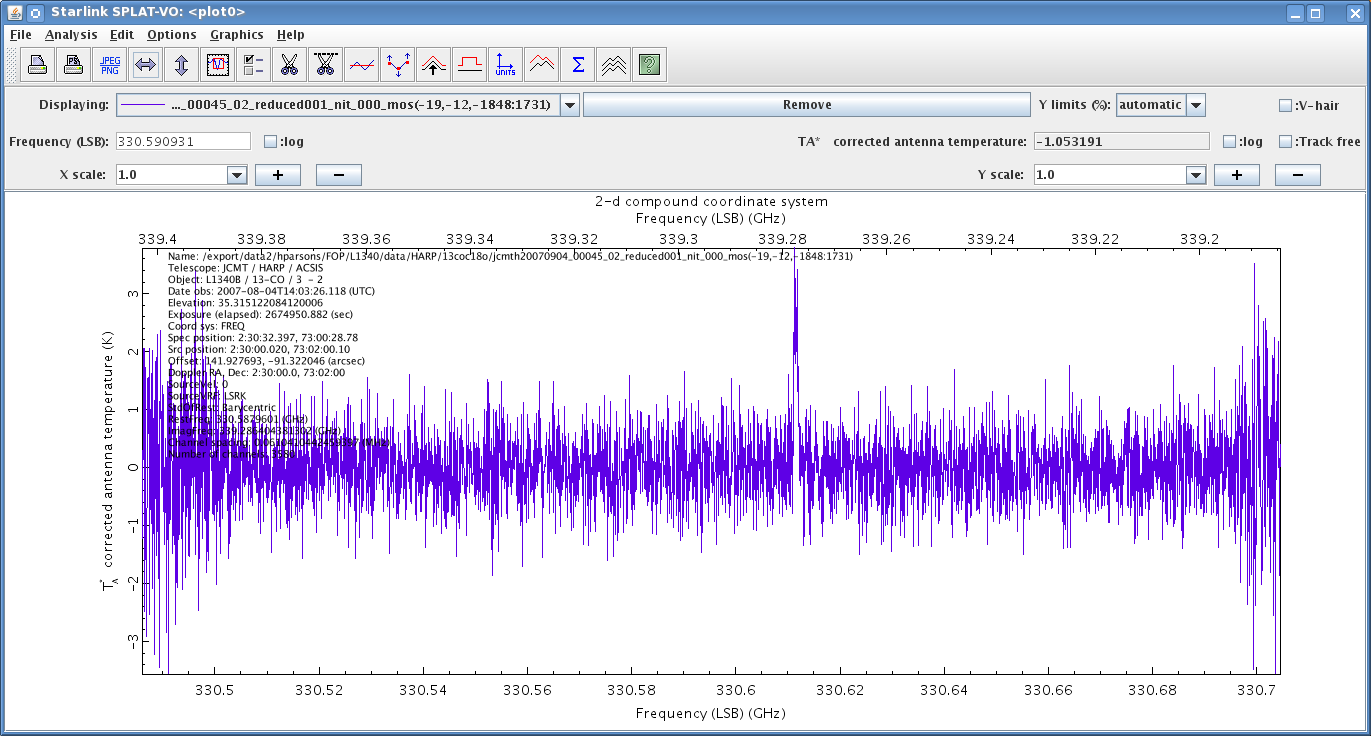 Starlink SPLAT-VO: <plot0>
File Analysis Edit Options Graphics Help
PS JPEG PNG UNITS Σ ?
Displaying: ..._00045_02_reduced001_nit_000_mos(-19,-12,-1848:1731) Remove Y limits (%): automatic :V-hair
Frequency (LSB): 330.590931 :log TA* corrected antenna temperature: -1.053191 :log :Track free
X scale: 1.0 + - Y scale: 1.0 + -
2-d compound coordinate system
Frequency (LSB) (GHz)
339.4 339.38 339.36 339.34 339.32 339.3 339.28 339.26 339.24 339.22 339.2
Name: /export/data2/hparsons/FOP/L1340/data/HARP/13coc18o/jcmth20070904_00045_02_reduced001_nit_000_mos(-19,-12,-1848:1731)
Telescope: JCMT / HARP / ACSIS
Object: L1340B / 13-CO / 3 - 2
Date obs: 2007-08-04T14:03:26.118 (UTC)
Elevation: 35.315122084120006
Exposure (elapsed): 2674950.882 (sec)
Coord sys: FREQ
Spec position: 2:30:32.397, 73:00:28.78
Src position: 2:30:00.020, 73:02:00.10
Offset: 141.927693, -91.322046 (arcsec)
Doppler RA, Dec: 2:30:00.0, 73:02:00
SourceVel: 0
SourceVRF: LSRK
StdOfRest: Barycentric
RestFreq: 330.5879601 (GHz)
(GHz)
Channel spacing:
Number of channels:
3
2
1
0
-1
-2
-3
T*A corrected antenna temperature (K)
330.5 330.52 330.54 330.56 330.58 330.6 330.62 330.64 330.66 330.68 330.7
Frequency (LSB) (GHz)